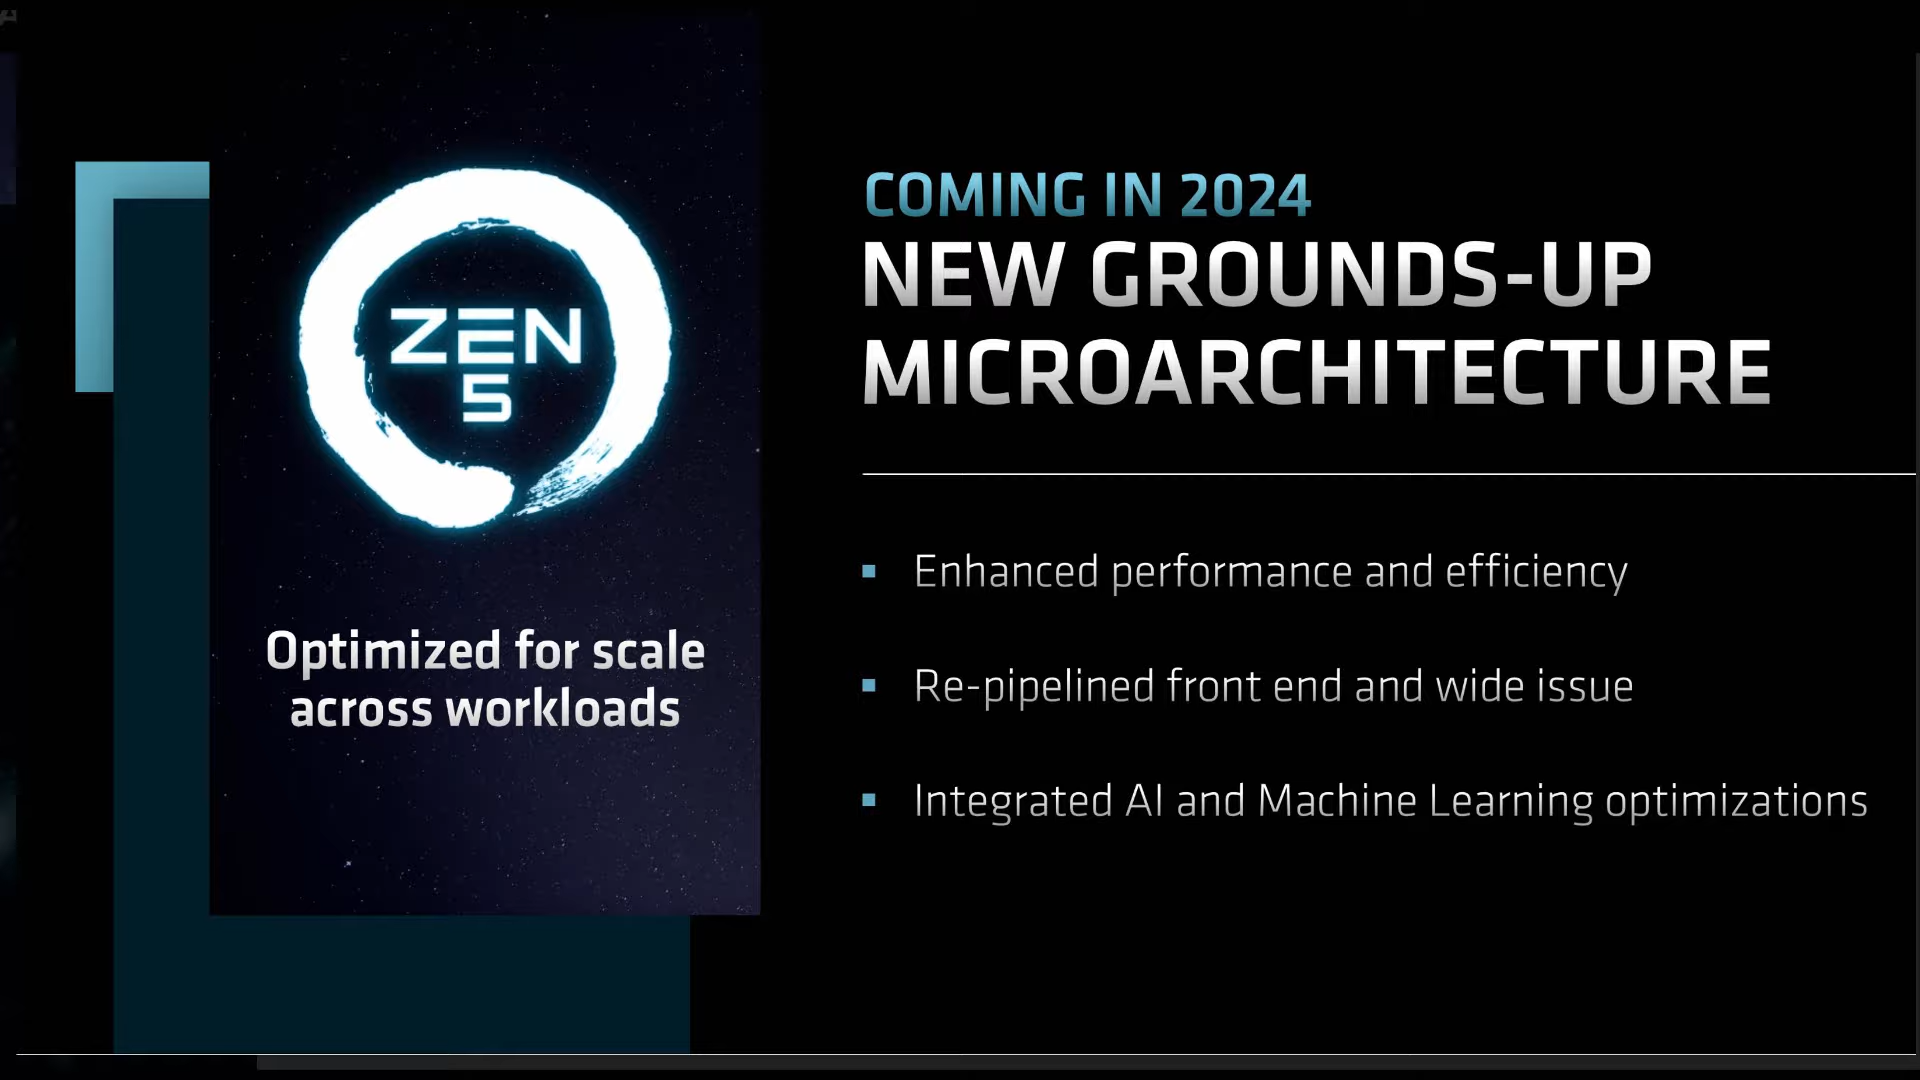 ZEN
5
Optimized for scale
across workloads
COMING IN 2024
NEW GROUNDS-UP
MICROARCHITECTURE
Enhanced performance and efficiency
Re-pipelined front end and wide issue
Integrated AI and Machine Learning optimizations